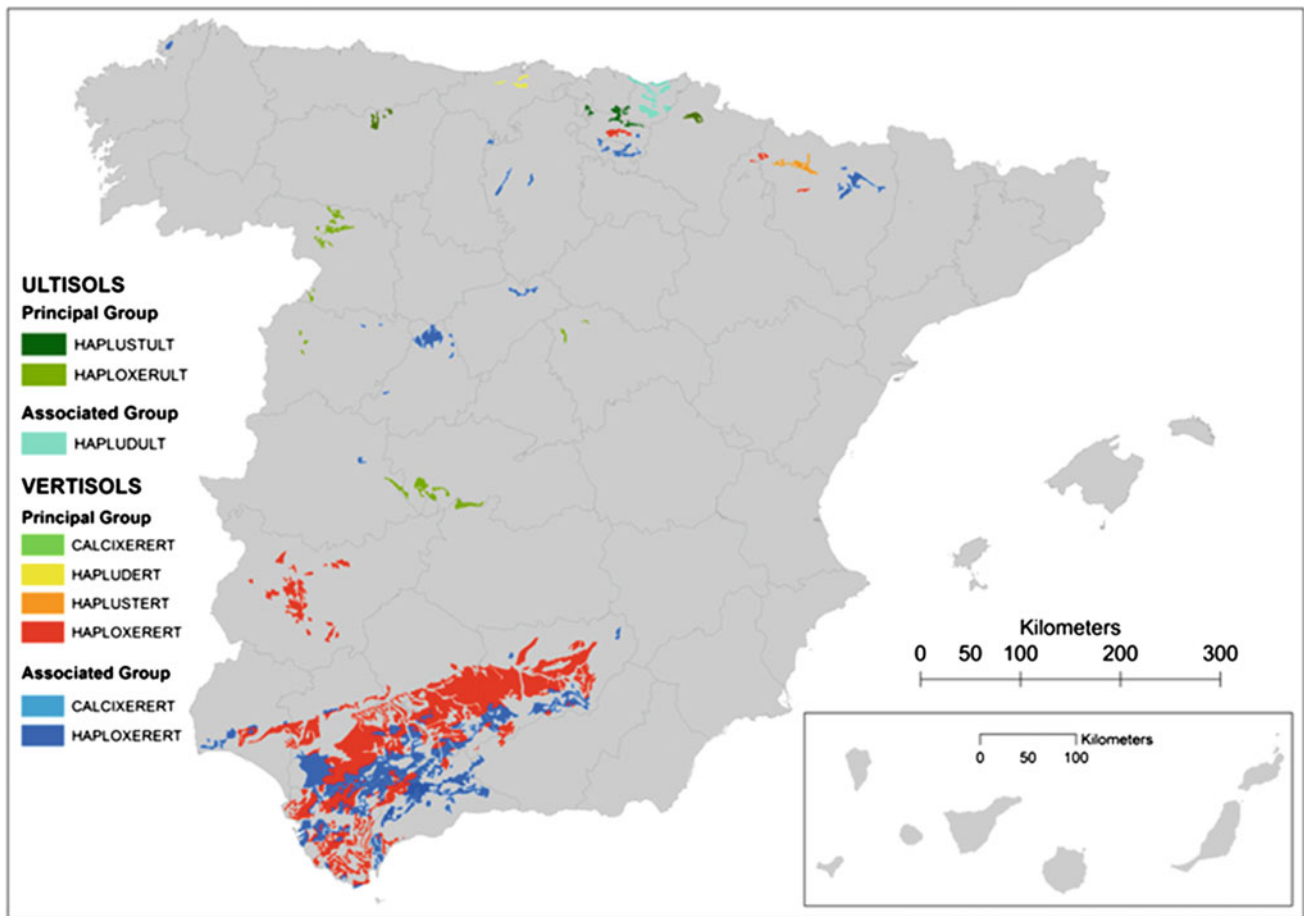 ULTISOLS
Principal Group
HAPLUSTULT
HAPLOXERULT
Associated Group
HAPLUDULT
VERTISOLS
Principal Group
CALCIXERERT
HAPLUDERT
HAPLUSTERT
HAPLOXERERT
Associated Group
CALCIXERERT
HAPLOXERERT
Kilometers
0 50 100 200 300
Kilometers
0 50 100